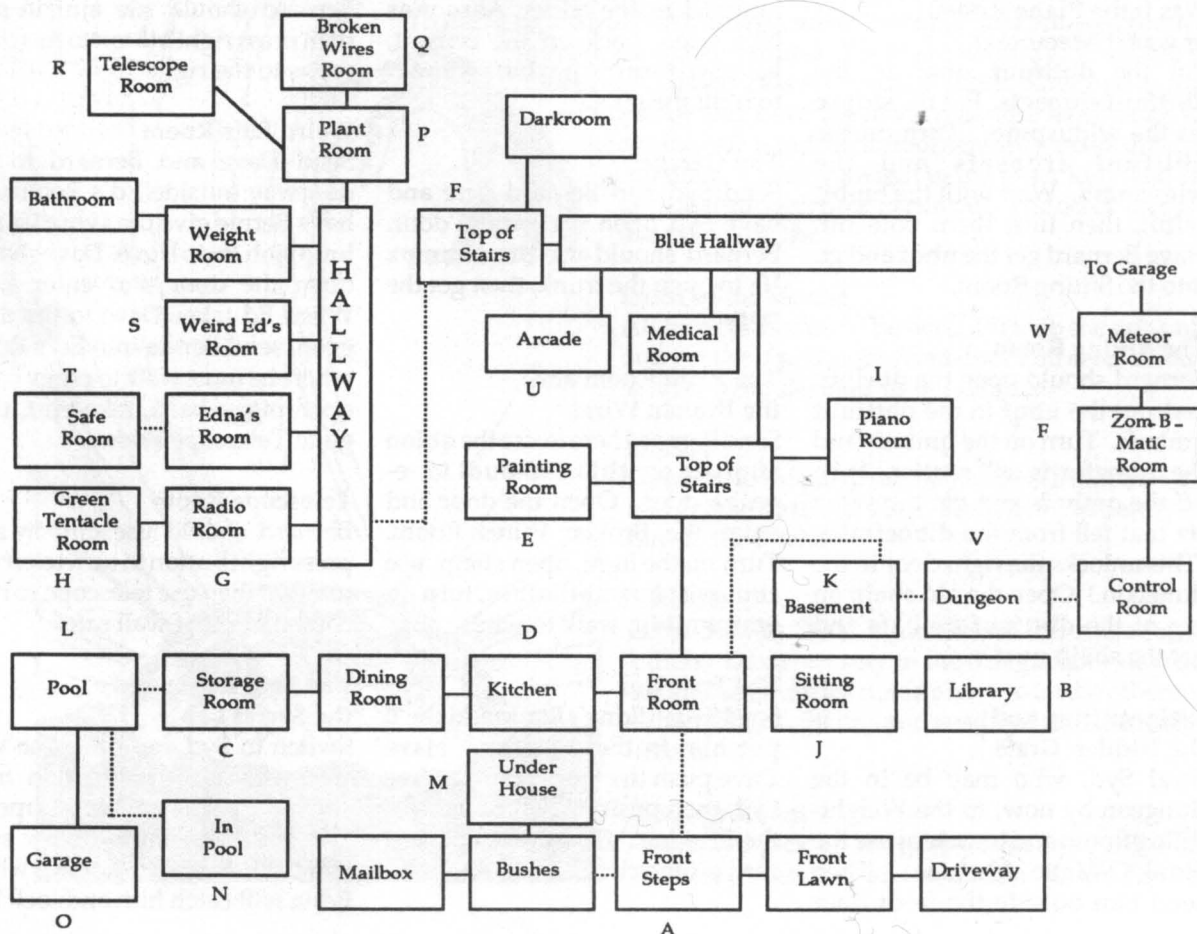 Broken
Wires
Room
Q
R
Telescope
Room
Plant
Room
P
Darkroom
F
Bathroom
Weight
Room
Top of
Stairs
Blue Hallway
HALLWAY
To Garage
S
Weird Ed's
Room
Arcade
Medical
Room
W
Meteor
Room
T
U
I
Safe
Room
Edna's
Room
Piano
Room
F
Zom-B-
Matic
Room
Painting
Room
Top of
Stairs
Green
Tentacle
Room
Radio
Room
E
V
H
G
K
Basement
Dungeon
Control
Room
L
D
Pool
Storage
Room
Dining
Room
Kitchen
Front
Room
Sitting
Room
Library
B
C
J
M
Under
House
Garage
In
Pool
Mailbox
Bushes
Front
Steps
Front
Lawn
Driveway
N
O
A